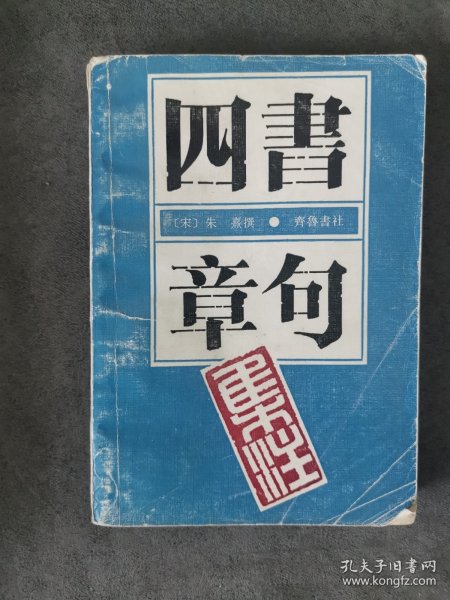 四書
〔宋〕朱熹撰 ● 齊魯書社
章句
集注
孔夫子旧书网
www.kongfz.com